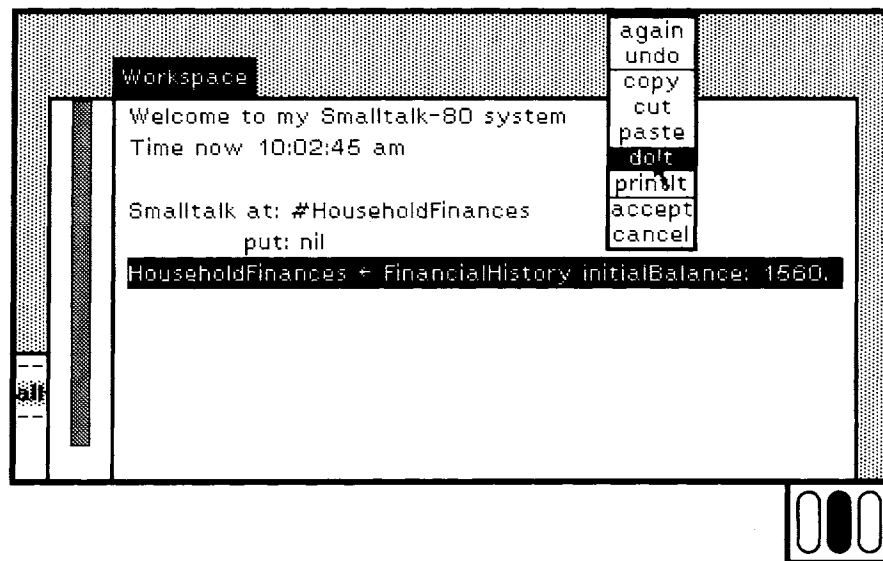 again
undo
copy
cut
paste
doIt
printIt
accept
cancel
Workspace
Welcome to my Smalltalk-80 system
Time now 10:02:45 am
Smalltalk at: #HouseholdFinances
put: nil
HouseholdFinances ← FinancialHistory initialBalance: 1560.